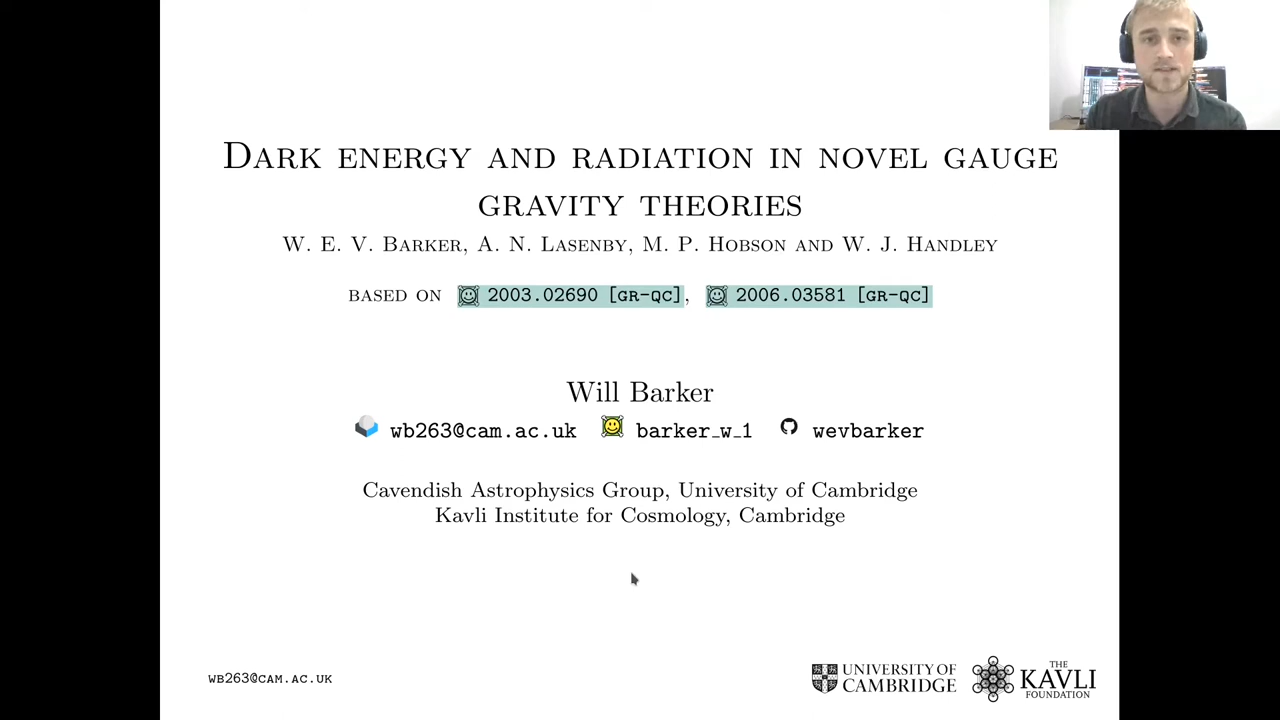 Dark energy and radiation in novel gauge
gravity theories
W. E. V. Barker, A. N. Lasenby, M. P. Hobson and W. J. Handley
based on 2003.02690 [gr-qc], 2006.03581 [gr-qc]
Will Barker
wb263@cam.ac.uk barker_w_1 wevbarker
Cavendish Astrophysics Group, University of Cambridge
Kavli Institute for Cosmology, Cambridge
wb263@cam.ac.uk
UNIVERSITY OF
CAMBRIDGE
THE
KAVLI
FOUNDATION